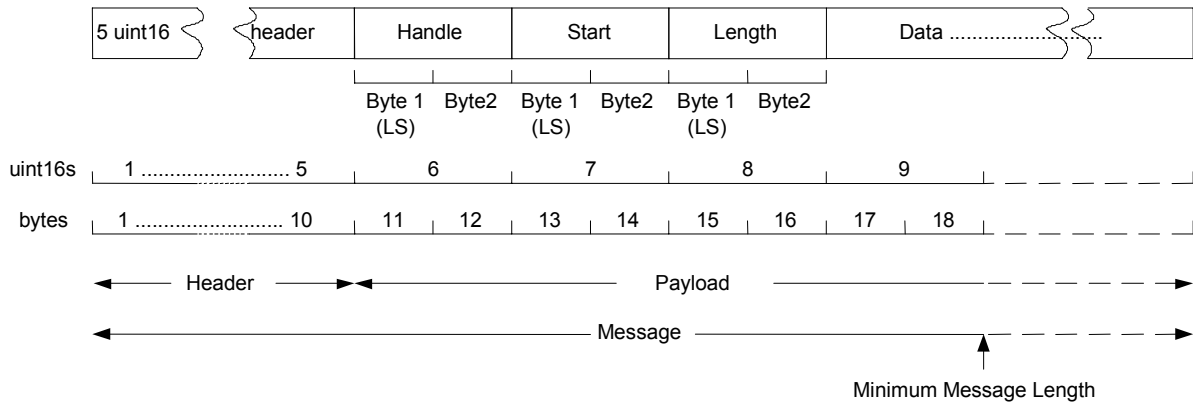 5 uint16 header Handle Start Length Data ..........................
Byte 1 Byte2 Byte 1 Byte2 Byte 1 Byte2
(LS) (LS) (LS)
uint16s 1 ......................... 5 6 7 8 9
bytes 1 ......................... 10 11 12 13 14 15 16 17 18
Header Payload
Message
Minimum Message Length